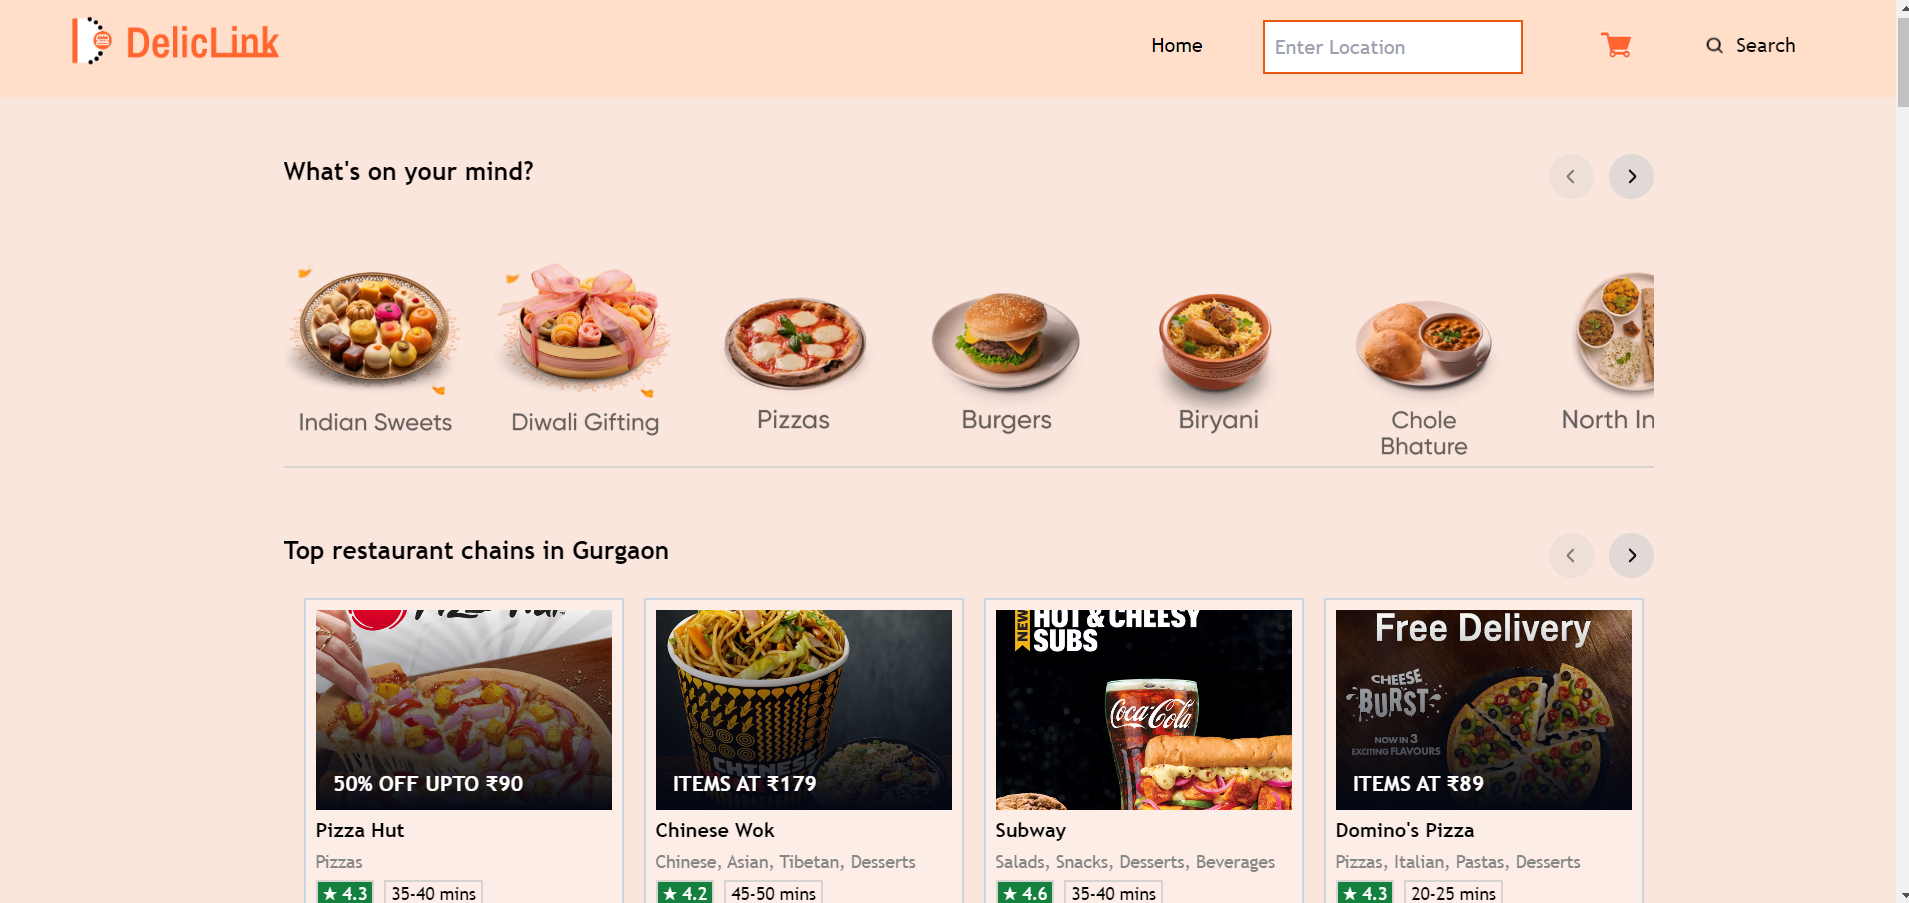 DelicLink
Home
Enter Location
Search
What's on your mind?
Indian Sweets
Diwali Gifting
Pizzas
Burgers
Biryani
Chole
Bhature
North In
Top restaurant chains in Gurgaon
50% OFF UPTO ₹90
CHINESE
ITEMS AT ₹179
NEW
HOT & CHEESY
SUBS
Coca-Cola
Free Delivery
CHEESE
BURST
NOW IN 3
EXCITING FLAVOURS
ITEMS AT ₹89
Pizza Hut
Pizzas
★ 4.3 35-40 mins
Chinese Wok
Chinese, Asian, Tibetan, Desserts
★ 4.2 45-50 mins
Subway
Salads, Snacks, Desserts, Beverages
★ 4.6 35-40 mins
Domino's Pizza
Pizzas, Italian, Pastas, Desserts
★ 4.3 20-25 mins